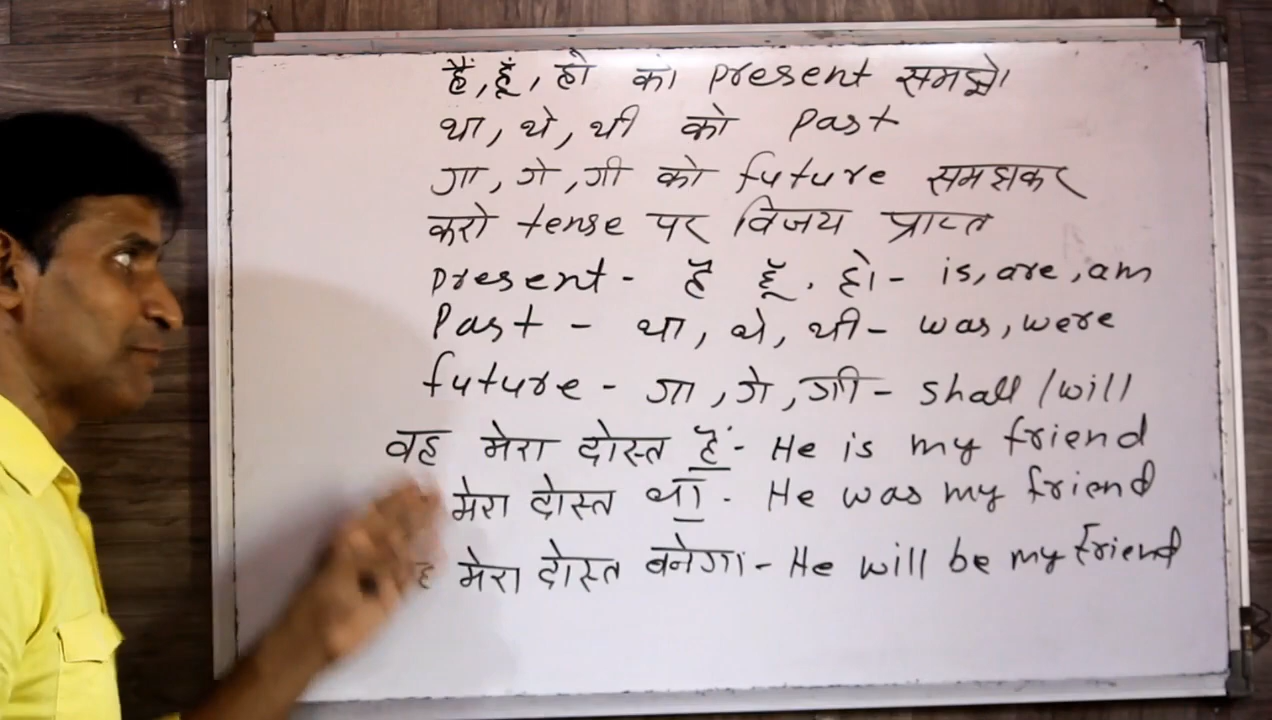 हैं, हूँ, हो को present समझो
था, थे, थी को past
गा, गे, गी को future समझकर
करो tense पर विजय प्राप्त
present - है हूँ, हो - is, are, am
Past - था, थे, थी - was, were
future - गा, गे, गी - shall / will
वह मेरा दोस्त है - He is my friend
मेरा दोस्त था - He was my friend
मेरा दोस्त बनेगा - He will be my friend